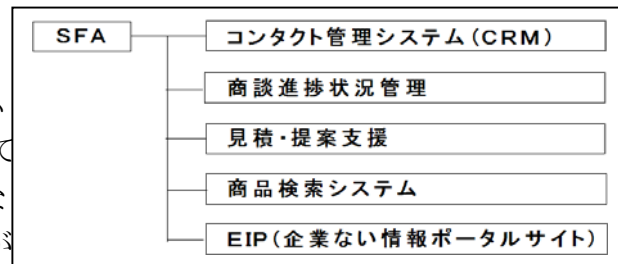 SFA
コンタクト管理システム(CRM)
商談進捗状況管理
見積・提案支援
商品検索システム
EIP(企業ない情報ポータルサイト)